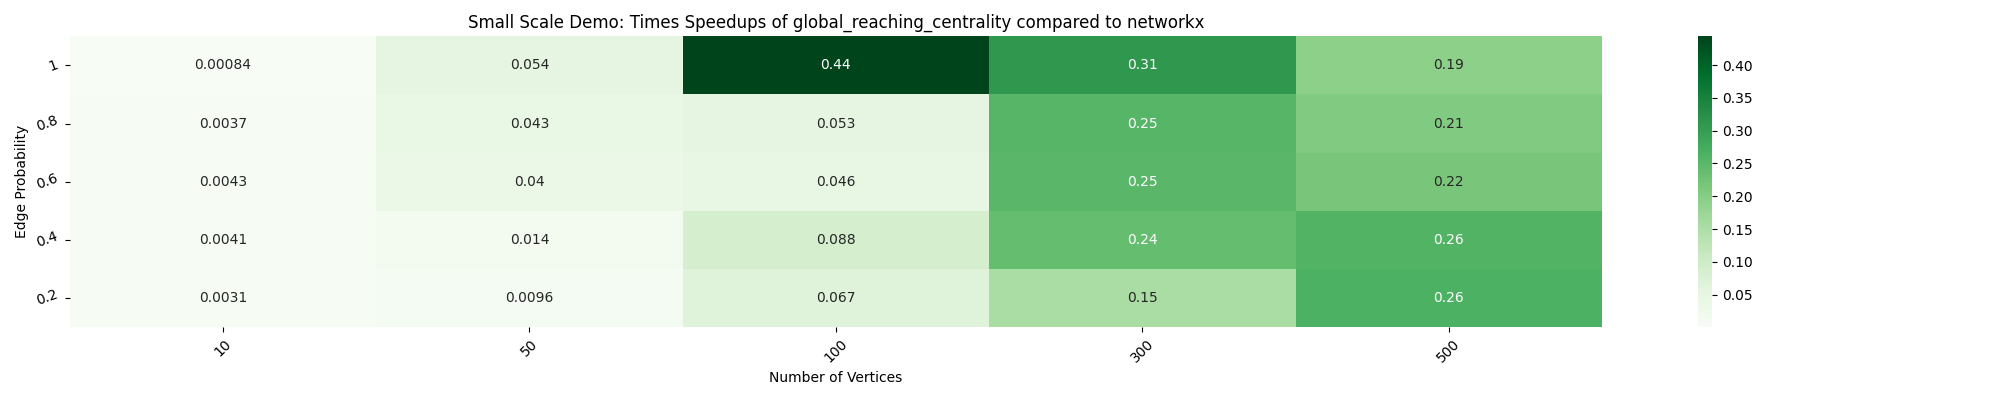 Small Scale Demo: Times Speedups of global_reaching_centrality compared to networkx
Edge Probability
1 0.00084 0.054 0.44 0.31 0.19
0.8 0.0037 0.043 0.053 0.25 0.21
0.6 0.0043 0.04 0.046 0.25 0.22
0.4 0.0041 0.014 0.088 0.24 0.26
0.2 0.0031 0.0096 0.067 0.15 0.26
10 50 100 300 500
Number of Vertices
0.40
0.35
0.30
0.25
0.20
0.15
0.10
0.05